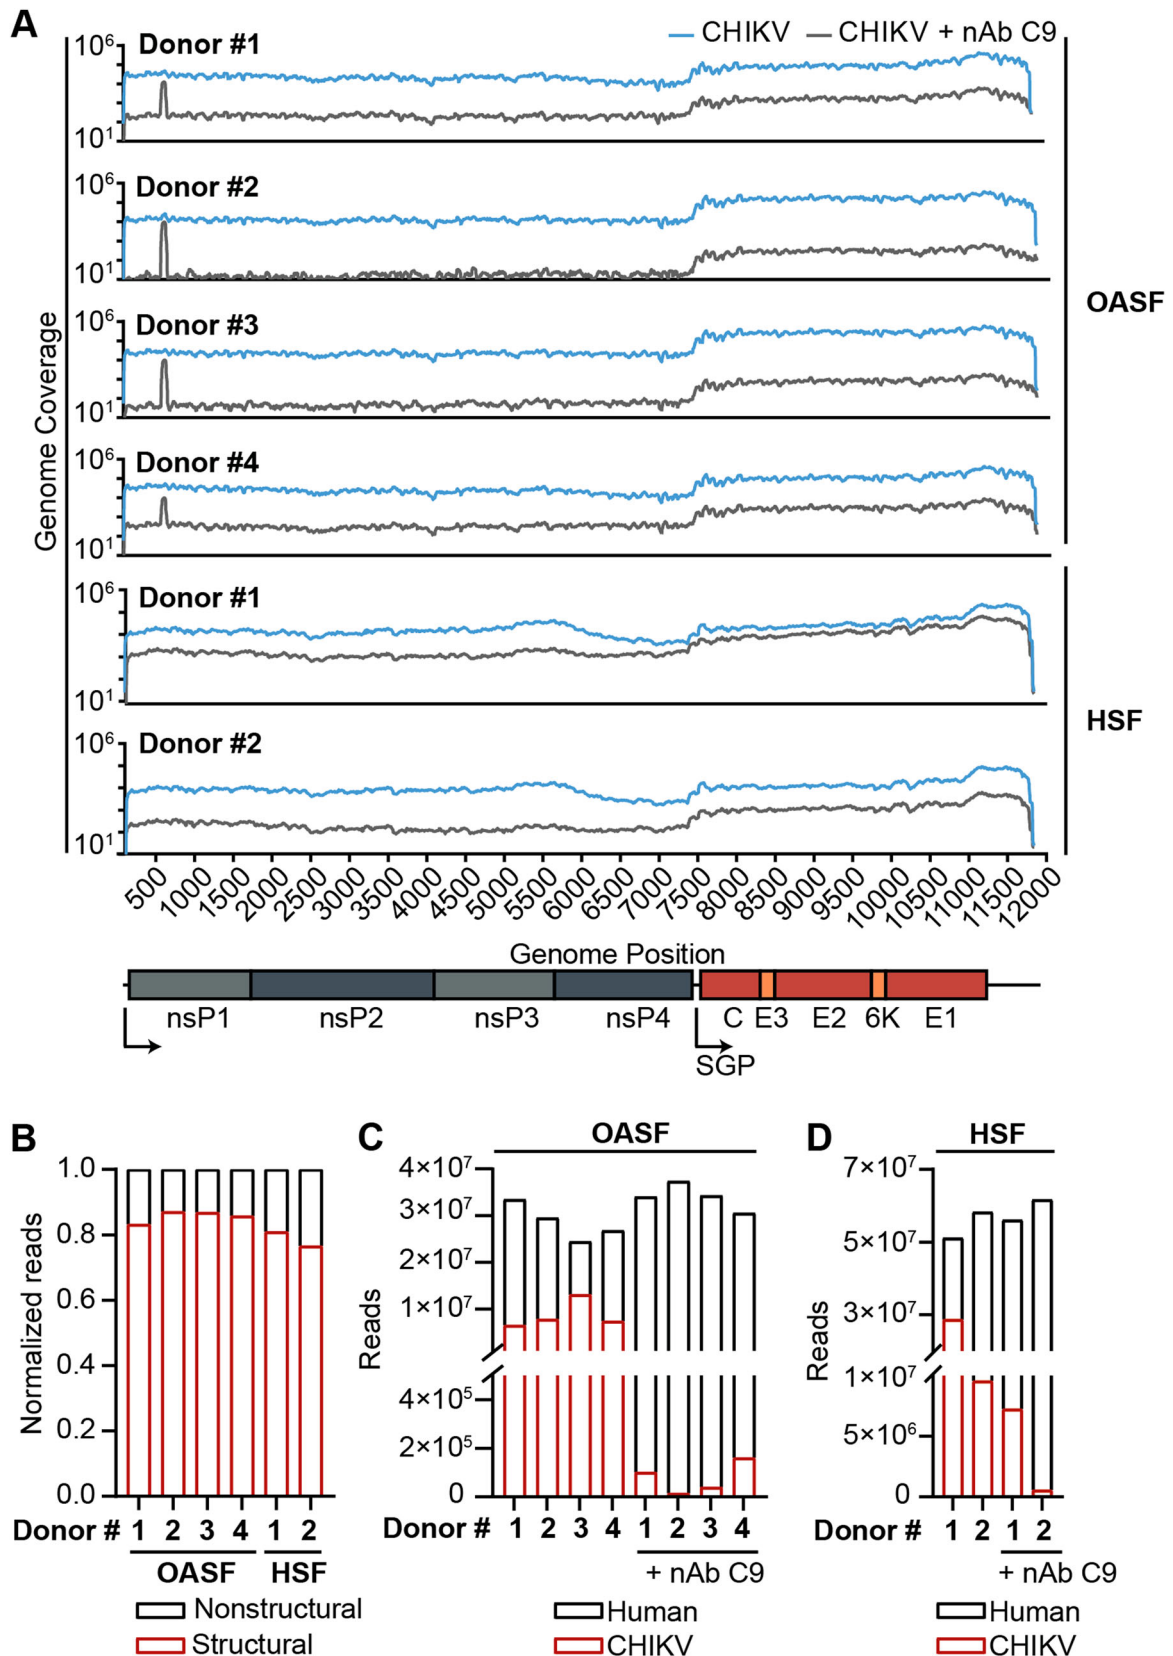 A
CHIKV CHIKV + nAb C9
Donor #1
10⁶
10¹
Donor #2
10⁶
10¹
Donor #3
10⁶
10¹
Donor #4
10⁶
10¹
OASF
Donor #1
10⁶
10¹
Donor #2
10⁶
10¹
HSF
Genome Coverage
500 1000 1500 2000 2500 3000 3500 4000 4500 5000 5500 6000 6500 7000 7500 8000 8500 9000 9500 10000 10500 11000 11500 12000
Genome Position
nsP1 nsP2 nsP3 nsP4 C E3 E2 6K E1
SGP
B
Normalized reads
1.0
0.8
0.6
0.4
0.2
0.0
Donor # 1 2 3 4 1 2
OASF HSF
Nonstructural
Structural
C
OASF
Reads
4×10⁷
3×10⁷
2×10⁷
1×10⁷
4×10⁵
2×10⁵
0
Donor # 1 2 3 4 1 2 3 4
+ nAb C9
Human
CHIKV
D
HSF
Reads
7×10⁷
5×10⁷
3×10⁷
1×10⁷
5×10⁶
0
Donor # 1 2 1 2
+ nAb C9
Human
CHIKV